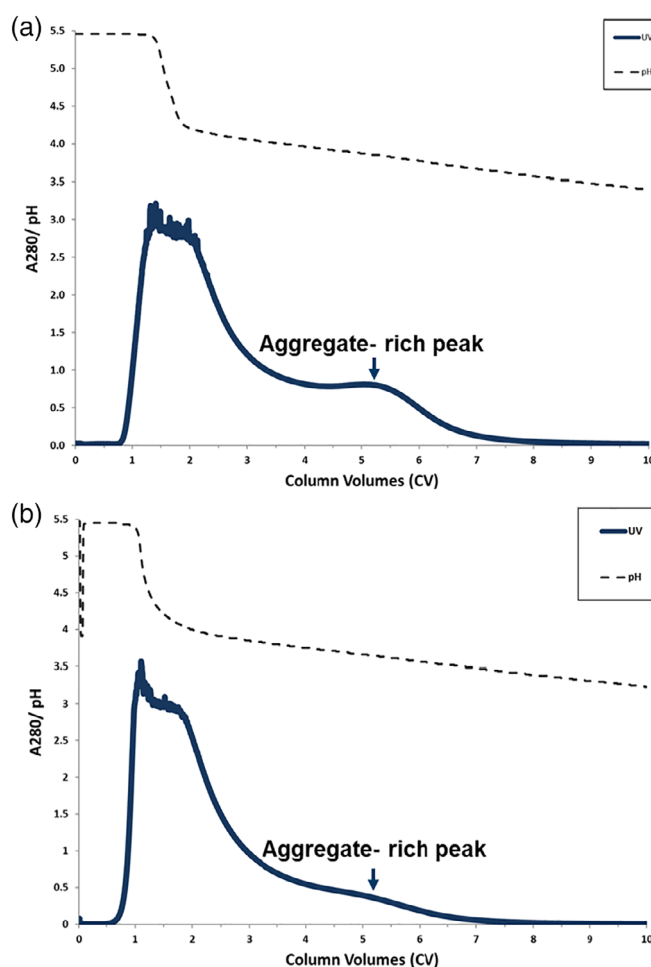 (a)
5.5
5.0
4.5
4.0
3.5
3.0
2.5
2.0
1.5
1.0
0.5
0.0
A280/ pH
UV
pH
Aggregate- rich peak
0 1 2 3 4 5 6 7 8 9 10
Column Volumes (CV)
(b)
5.5
5
4.5
4
3.5
3
2.5
2
1.5
1
0.5
0
A280/ pH
UV
pH
Aggregate- rich peak
0 1 2 3 4 5 6 7 8 9 10
Column Volumes (CV)